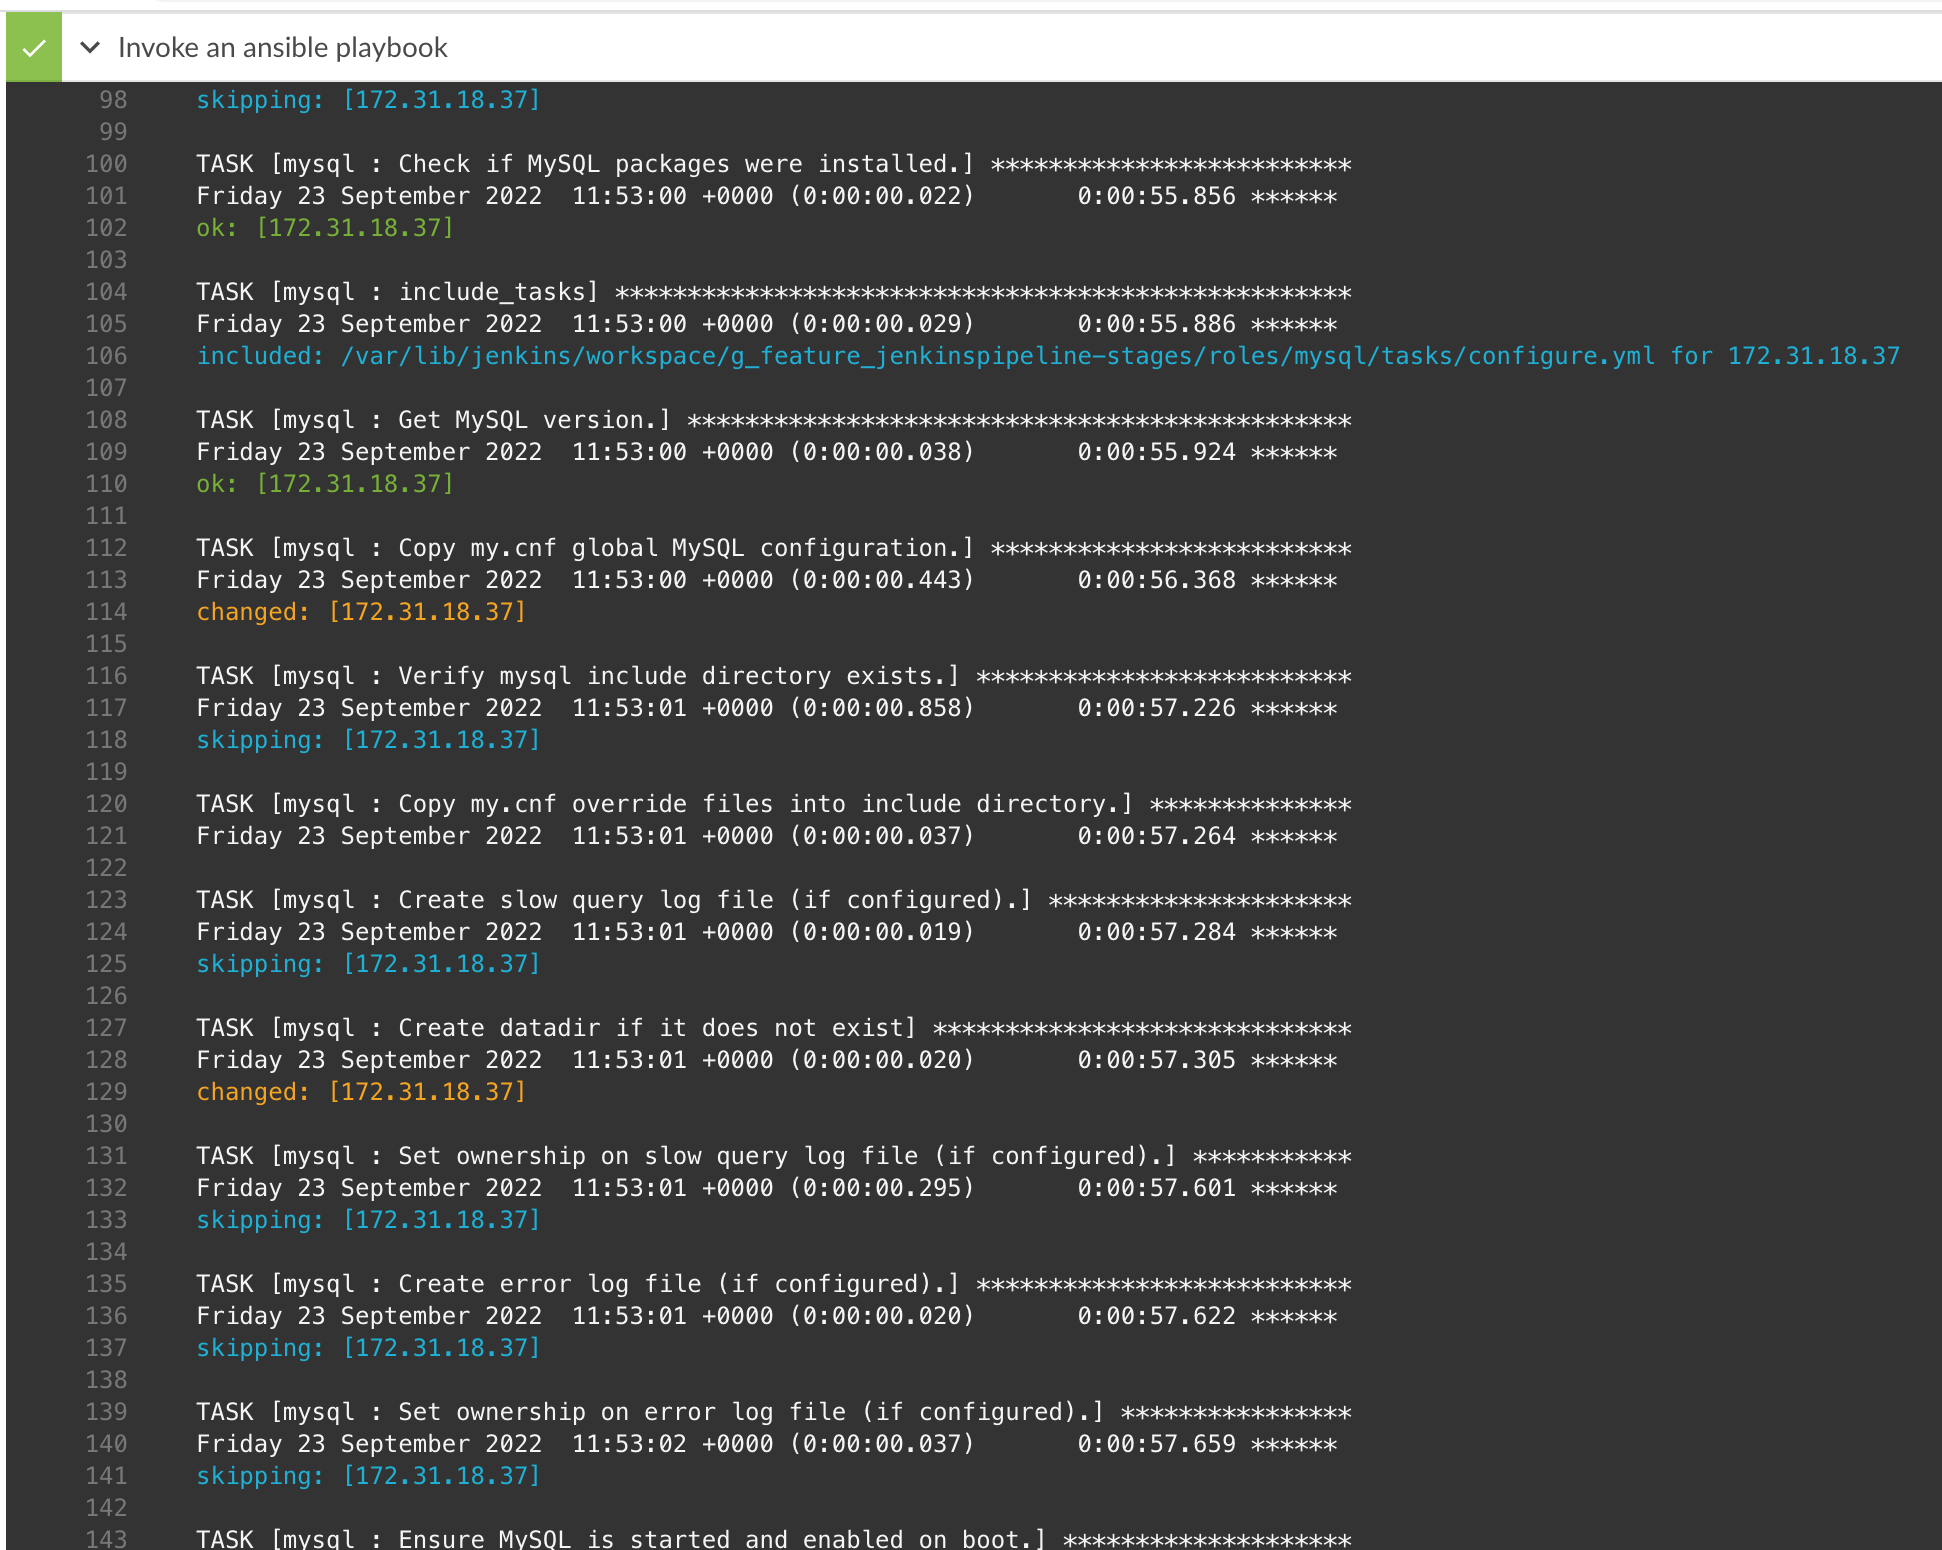 Invoke an ansible playbook
98 skipping: [172.31.18.37]
99
100 TASK [mysql : Check if MySQL packages were installed.] *************************
101 Friday 23 September 2022  11:53:00 +0000 (0:00:00.022)       0:00:55.856 ******
102 ok: [172.31.18.37]
103
104 TASK [mysql : include_tasks] ***************************************************
105 Friday 23 September 2022  11:53:00 +0000 (0:00:00.029)       0:00:55.886 ******
106 included: /var/lib/jenkins/workspace/g_feature_jenkinspipeline-stages/roles/mysql/tasks/configure.yml for 172.31.18.37
107
108 TASK [mysql : Get MySQL version.] **********************************************
109 Friday 23 September 2022  11:53:00 +0000 (0:00:00.038)       0:00:55.924 ******
110 ok: [172.31.18.37]
111
112 TASK [mysql : Copy my.cnf global MySQL configuration.] *************************
113 Friday 23 September 2022  11:53:00 +0000 (0:00:00.443)       0:00:56.368 ******
114 changed: [172.31.18.37]
115
116 TASK [mysql : Verify mysql include directory exists.] **************************
117 Friday 23 September 2022  11:53:01 +0000 (0:00:00.858)       0:00:57.226 ******
118 skipping: [172.31.18.37]
119
120 TASK [mysql : Copy my.cnf override files into include directory.] **************
121 Friday 23 September 2022  11:53:01 +0000 (0:00:00.037)       0:00:57.264 ******
122
123 TASK [mysql : Create slow query log file (if configured).] *********************
124 Friday 23 September 2022  11:53:01 +0000 (0:00:00.019)       0:00:57.284 ******
125 skipping: [172.31.18.37]
126
127 TASK [mysql : Create datadir if it does not exist] *****************************
128 Friday 23 September 2022  11:53:01 +0000 (0:00:00.020)       0:00:57.305 ******
129 changed: [172.31.18.37]
130
131 TASK [mysql : Set ownership on slow query log file (if configured).] ***********
132 Friday 23 September 2022  11:53:01 +0000 (0:00:00.295)       0:00:57.601 ******
133 skipping: [172.31.18.37]
134
135 TASK [mysql : Create error log file (if configured).] **************************
136 Friday 23 September 2022  11:53:01 +0000 (0:00:00.020)       0:00:57.622 ******
137 skipping: [172.31.18.37]
138
139 TASK [mysql : Set ownership on error log file (if configured).] ****************
140 Friday 23 September 2022  11:53:02 +0000 (0:00:00.037)       0:00:57.659 ******
141 skipping: [172.31.18.37]
142
143 TASK [mysql : Ensure MySQL is started and enabled on boot.] ********************